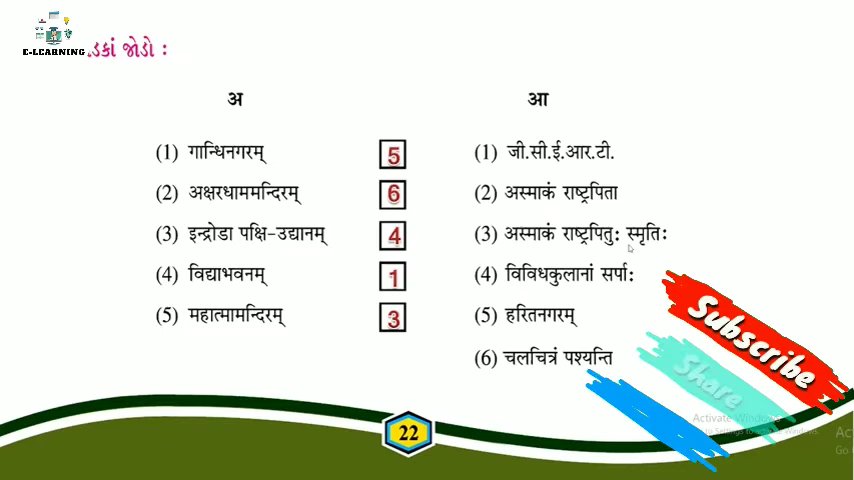 E-LEARNING
ડકાં જોડો :
अ आ
(1) गान्धिनगरम् 5 (1) जी.सी.ई.आर.टी.
(2) अक्षरधाममन्दिरम् 6 (2) अस्माकं राष्ट्रपिता
(3) इन्द्रोडा पक्षि-उद्यानम् 4 (3) अस्माकं राष्ट्रपितुः स्मृतिः
(4) विद्याभवनम् 1 (4) विविधकुलानां सर्पाः
(5) महात्मामन्दिरम् 3 (5) हरितनगरम्
(6) चलचित्रं पश्यन्ति
Subscribe
Share
22
Activate Windows